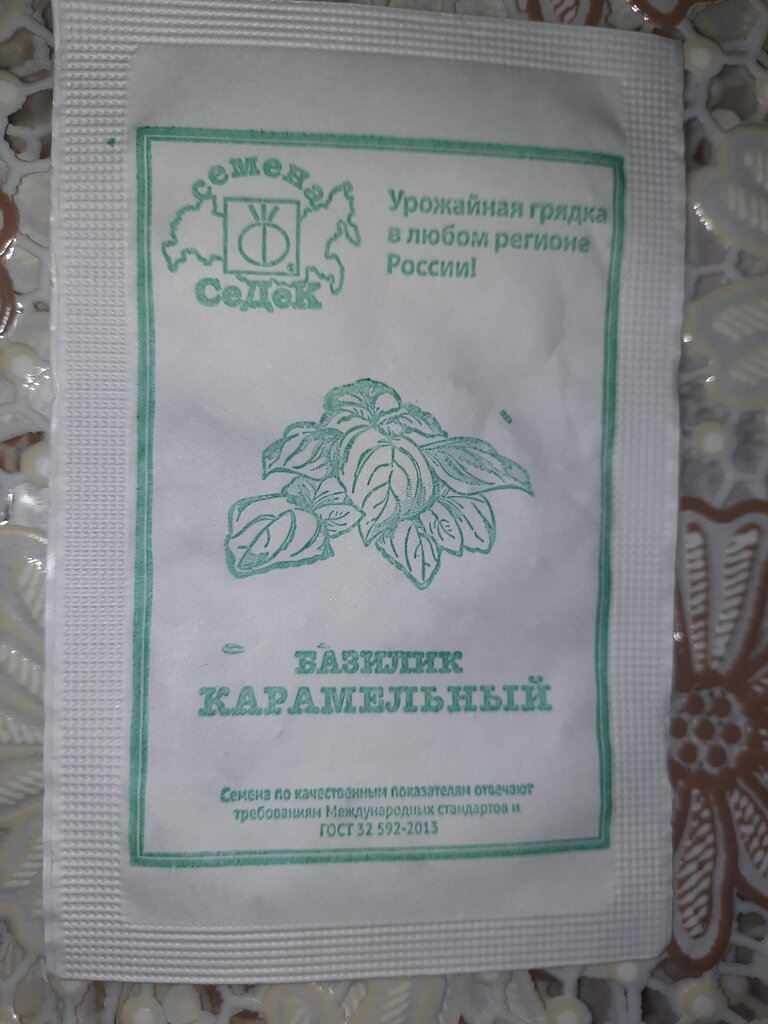 семена
СеДеК
Урожайная грядка
в любом регионе
России!
БАЗИЛИК
КАРАМЕЛЬНЫЙ
Семена по качественным показателям отвечают
требованиям Международных стандартов и
ГОСТ 32 592-2013